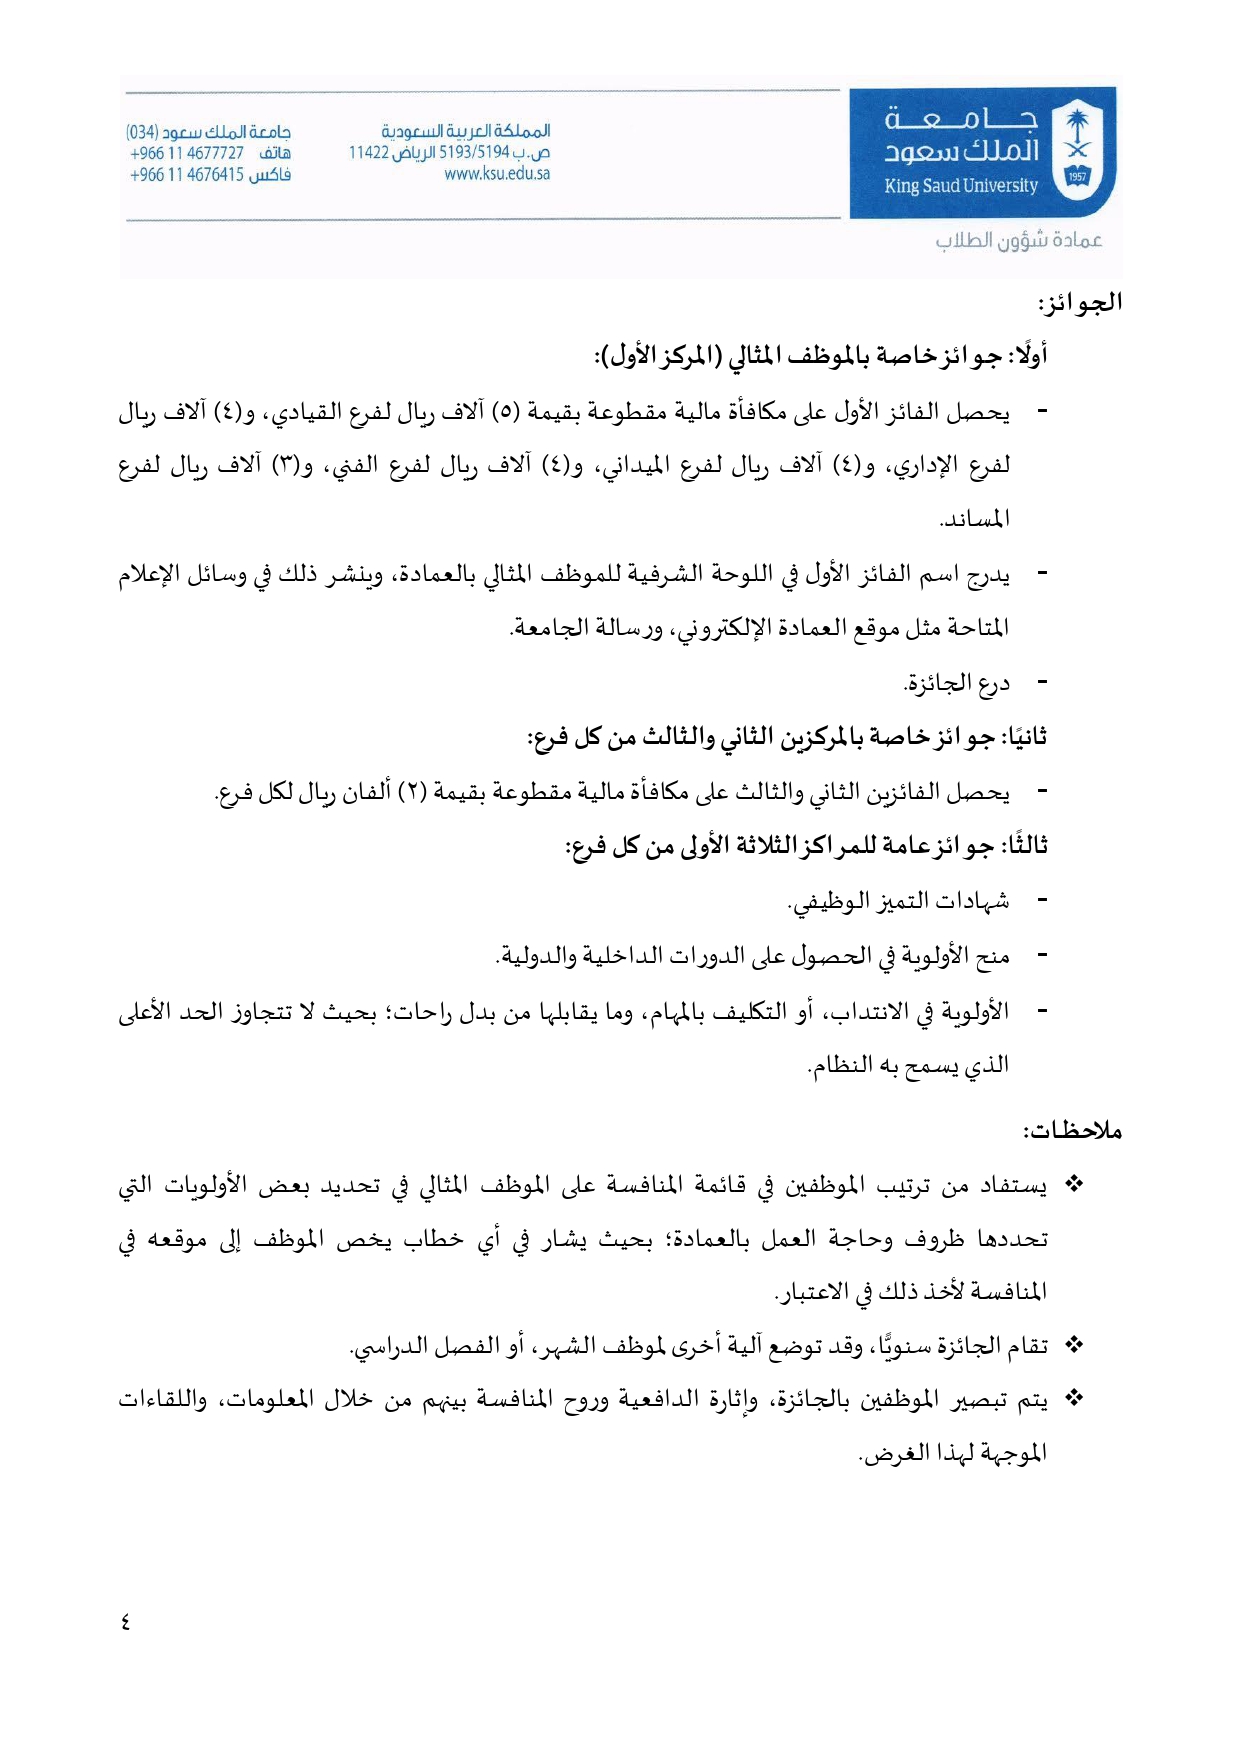 جامعة
الملك سعود
King Saud University
1957
المملكة العربية السعودية
ص.ب 5193/5194 الرياض 11422
www.ksu.edu.sa
جامعة الملك سعود (034)
هاتف +966 11 4677727
فاكس +966 11 4676415
عمادة شؤون الطلاب
الجوائز:
أولًا: جوائز خاصة بالموظف المثالي (المركز الأول):
- يحصل الفائز الأول على مكافأة مالية مقطوعة بقيمة (٥) آلاف ريال لفرع القيادي، و(٤) آلاف ريال
لفرع الإداري، و(٤) آلاف ريال لفرع الميداني، و(٤) آلاف ريال لفرع الفني، و(٣) آلاف ريال لفرع
المساند.
- يدرج اسم الفائز الأول في اللوحة الشرفية للموظف المثالي بالعمادة، وينشر ذلك في وسائل الإعلام
المتاحة مثل موقع العمادة الإلكتروني، ورسالة الجامعة.
- درع الجائزة.
ثانيًا: جوائز خاصة بالمركزين الثاني والثالث من كل فرع:
- يحصل الفائزين الثاني والثالث على مكافأة مالية مقطوعة بقيمة (٢) ألفان ريال لكل فرع.
ثالثًا: جوائز عامة للمراكز الثلاثة الأولى من كل فرع:
- شهادات التميز الوظيفي.
- منح الأولوية في الحصول على الدورات الداخلية والدولية.
- الأولوية في الانتداب، أو التكليف بالمهام، وما يقابلها من بدل راحات؛ بحيث لا تتجاوز الحد الأعلى
الذي يسمح به النظام.
ملاحظات:
❖ يستفاد من ترتيب الموظفين في قائمة المنافسة على الموظف المثالي في تحديد بعض الأولويات التي
تحددها ظروف وحاجة العمل بالعمادة؛ بحيث يشار في أي خطاب يخص الموظف إلى موقعه في
المنافسة لأخذ ذلك في الاعتبار.
❖ تقام الجائزة سنويًّا، وقد توضع آلية أخرى لموظف الشهر، أو الفصل الدراسي.
❖ يتم تبصير الموظفين بالجائزة، وإثارة الدافعية وروح المنافسة بينهم من خلال المعلومات، واللقاءات
الموجهة لهذا الغرض.
٤